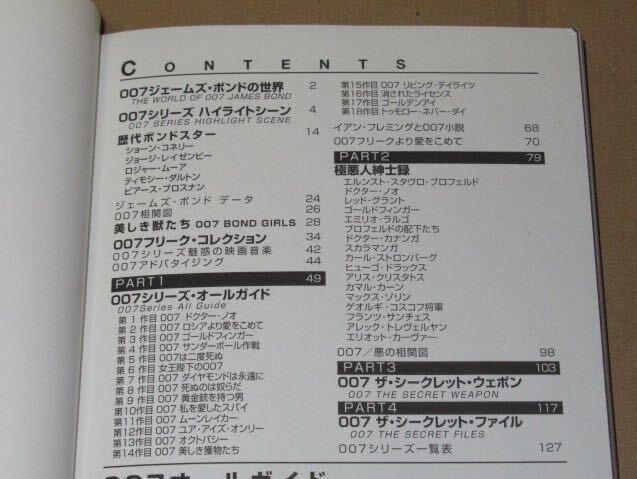 CONTENTS
007ジェームズ・ボンドの世界 2
THE WORLD OF 007 JAMES BOND
007シリーズ ハイライトシーン 4
007 SERIES HIGHLIGHT SCENE
歴代ボンドスター 14
ショーン・コネリー
ジョージ・レイゼンビー
ロジャー・ムーア
ティモシー・ダルトン
ピアース・ブロスナン
ジェームズ・ボンド データ 24
007相関図 26
美しき獣たち 007 BOND GIRLS 28
007フリーク・コレクション 34
007シリーズ魅惑の映画音楽 42
007アドバタイジング 44
PART1 49
007シリーズ・オールガイド
007Series All Guide
第 1 作目 007 ドクター・ノオ
第 2 作目 007 ロシアより愛をこめて
第 3 作目 007 ゴールドフィンガー
第 4 作目 007 サンダーボール作戦
第 5 作目 007は二度死ぬ
第 6 作目 女王陛下の007
第 7 作目 007 ダイヤモンドは永遠に
第 8 作目 007 死ぬのは奴らだ
第 9 作目 007 黄金銃を持つ男
第10作目 007 私を愛したスパイ
第11作目 007 ムーンレイカー
第12作目 007 ユア・アイズ・オンリー
第13作目 007 オクトパシー
第14作目 007 美しき獲物たち
第15作目 007 リビング・デイライツ
第16作目 消されたライセンス
第17作目 ゴールデンアイ
第18作目 トゥモロー・ネバー・ダイ
イアン・フレミングと007小説 68
007フリークより愛をこめて 70
PART2 79
極悪人紳士録
エルンスト・スタヴロ・ブロフェルド
ドクター・ノオ
レッド・グラント
ゴールドフィンガー
エミリオ・ラルゴ
ブロフェルドの配下たち
ドクター・カナンガ
スカラマンガ
カール・ストロンバーグ
ヒューゴ・ドラックス
アリス・クリスタトス
カマル・カーン
マックス・ゾリン
ゲオルギ・コスコフ将軍
フランツ・サンチェス
アレック・トレヴェルヤン
エリオット・カーヴァー
007／悪の相関図 98
PART3 103
007 ザ・シークレット・ウェポン
007 THE SECRET WEAPON
PART4 117
007 ザ・シークレット・ファイル
007 THE SECRET FILES
007シリーズ一覧表 127
007オールガイド